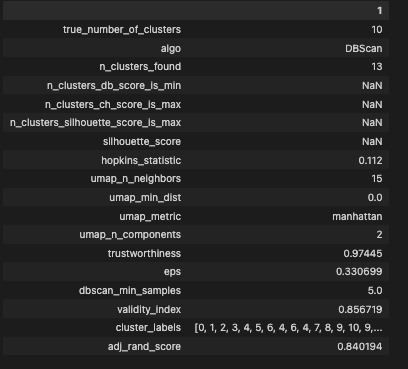 1
true_number_of_clusters 10
algo DBScan
n_clusters_found 13
n_clusters_db_score_is_min NaN
n_clusters_ch_score_is_max NaN
n_clusters_silhouette_score_is_max NaN
silhouette_score NaN
hopkins_statistic 0.112
umap_n_neighbors 15
umap_min_dist 0.0
umap_metric manhattan
umap_n_components 2
trustworthiness 0.97445
eps 0.330699
dbscan_min_samples 5.0
validity_index 0.856719
cluster_labels [0, 1, 2, 3, 4, 5, 6, 4, 6, 4, 7, 8, 9, 10, 9,...
adj_rand_score 0.840194